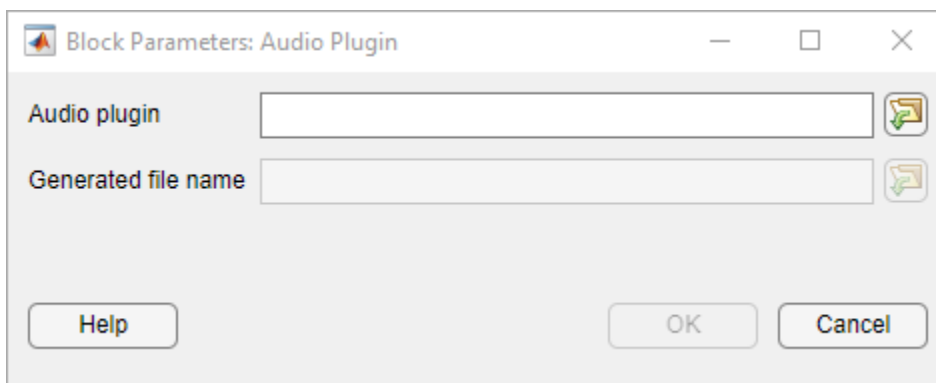 Block Parameters: Audio Plugin
Audio plugin
Generated file name
Help
OK
Cancel